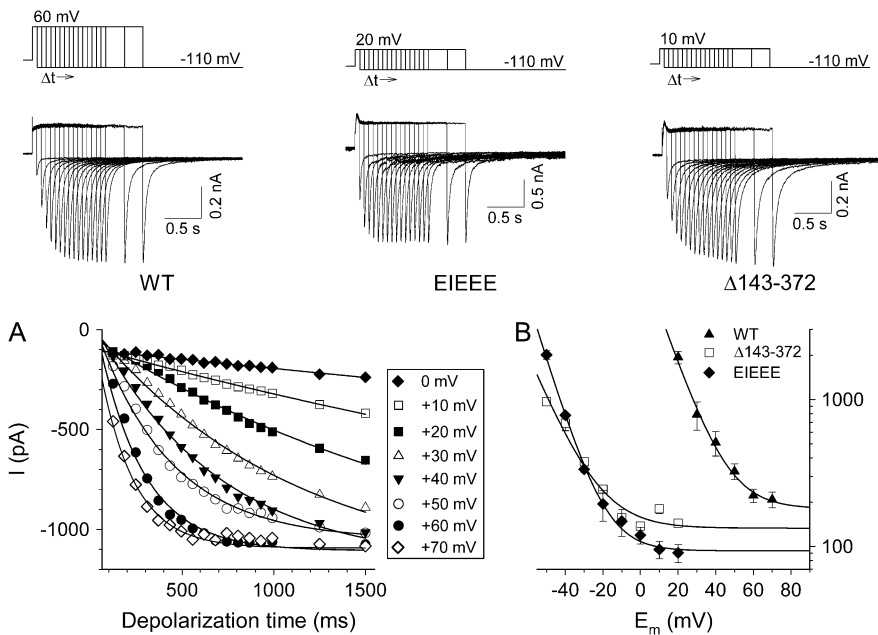 60 mV
-110 mV
Δt→
0.5 s
0.2 nA
WT
20 mV
-110 mV
Δt→
0.5 s
0.5 nA
EIEEE
10 mV
-110 mV
Δt→
0.5 s
0.2 nA
Δ143-372
A
0
-500
-1000
I (pA)
500
1000
1500
Depolarization time (ms)
0 mV
+10 mV
+20 mV
+30 mV
+40 mV
+50 mV
+60 mV
+70 mV
B
WT
Δ143-372
EIEEE
1000
100
-40
-20
0
20
40
60
80
Em (mV)